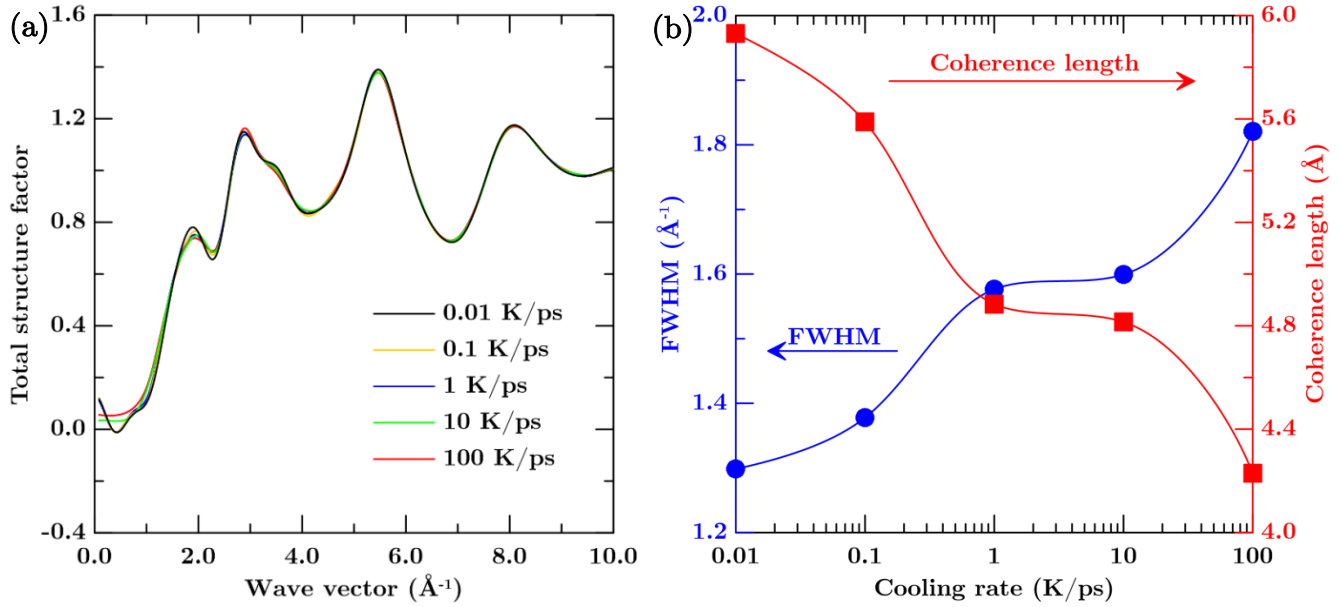 (a)
Total structure factor
1.6
1.2
0.8
0.4
0.0
-0.4
0.0
2.0
4.0
6.0
8.0
10.0
Wave vector (Å⁻¹)
0.01 K/ps
0.1 K/ps
1 K/ps
10 K/ps
100 K/ps
(b)
FWHM (Å⁻¹)
2.0
1.8
1.6
1.4
1.2
0.01
0.1
1
10
100
Cooling rate (K/ps)
Coherence length
FWHM
6.0
5.6
5.2
4.8
4.4
4.0
Coherence length (Å)